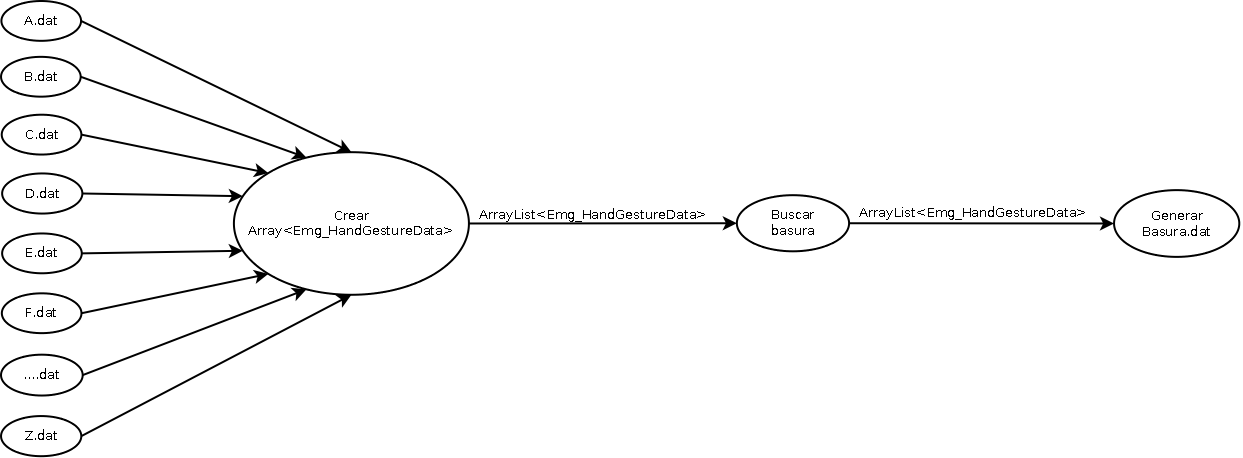 A.dat
B.dat
C.dat
D.dat
E.dat
F.dat
....dat
Z.dat
Crear
Array<Emg_HandGestureData>
ArrayList<Emg_HandGestureData>
Buscar
basura
ArrayList<Emg_HandGestureData>
Generar
Basura.dat